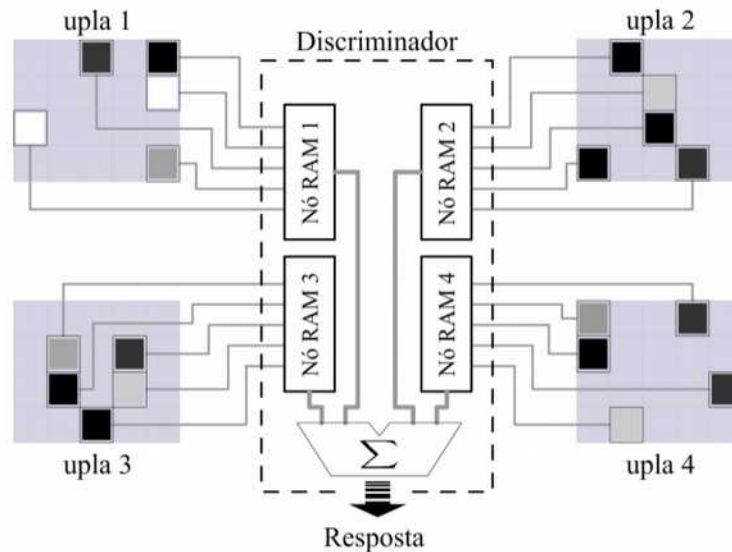 upla 1
Discriminador
upla 2
Nó RAM 1
Nó RAM 2
Nó RAM 3
Nó RAM 4
upla 3
Σ
upla 4
Resposta